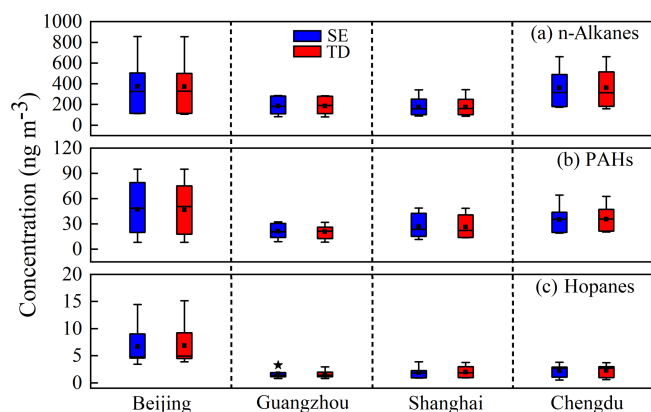 1000
800
600
400
200
0
SE
TD
(a) n-Alkanes
120
90
60
30
0
(b) PAHs
20
15
10
5
0
(c) Hopanes
Concentration (ng m⁻³)
Beijing Guangzhou Shanghai Chengdu